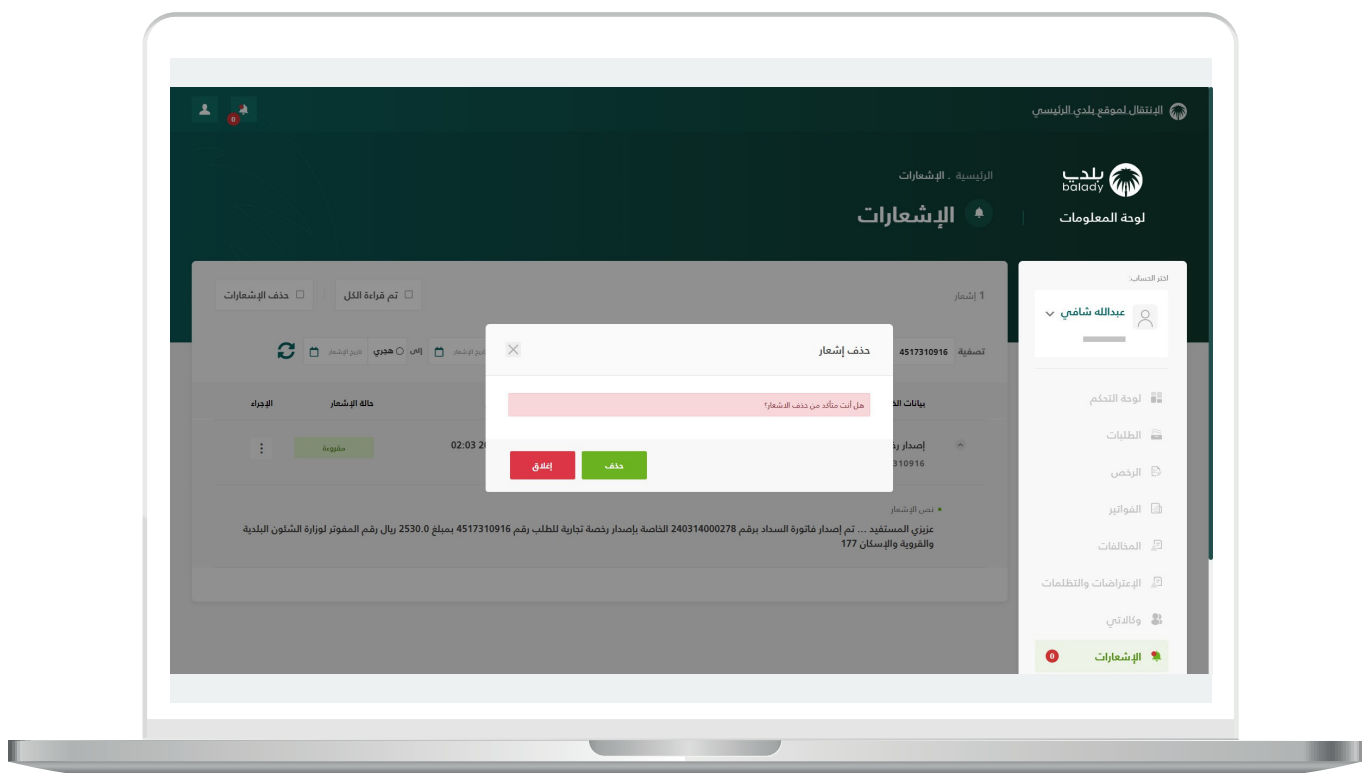 الإنتقال لموقع بلدي الرئيسي
0
بلدي
balady
لوحة المعلومات
الرئيسية . الإشعارات
الإشعارات
اختر الحساب:
عبدالله شافي
لوحة التحكم
الطلبات
الرخص
الفواتير
المخالفات
الإعتراضات والتظلمات
وكالاتي
الإشعارات 0
1 إشعار
تم قراءة الكل
حذف الإشعارات
تصفية 4517310916 إلى هجري تاريخ الإشعار
حذف إشعار
هل أنت متأكد من حذف الاشعار؟
حذف إغلاق
بيانات حالة الإشعار الإجراء
إصدار 02:03 مقروءة
310916
نص الإشعار
عزيزي المستفيد ... تم إصدار فاتورة السداد برقم 240314000278 الخاصة بإصدار رخصة تجارية للطلب رقم 4517310916 بمبلغ 2530.0 ريال رقم المفوتر لوزارة الشئون البلدية
والقروية والإسكان 177